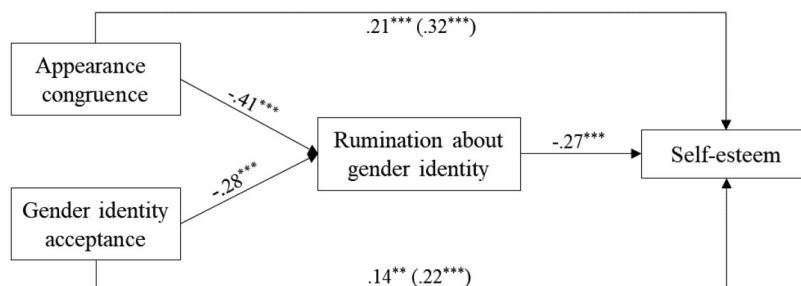 .21*** (.32***)
Appearance
congruence
-.41***
Rumination about
gender identity
-.27***
Self-esteem
-.28***
Gender identity
acceptance
.14** (.22***)